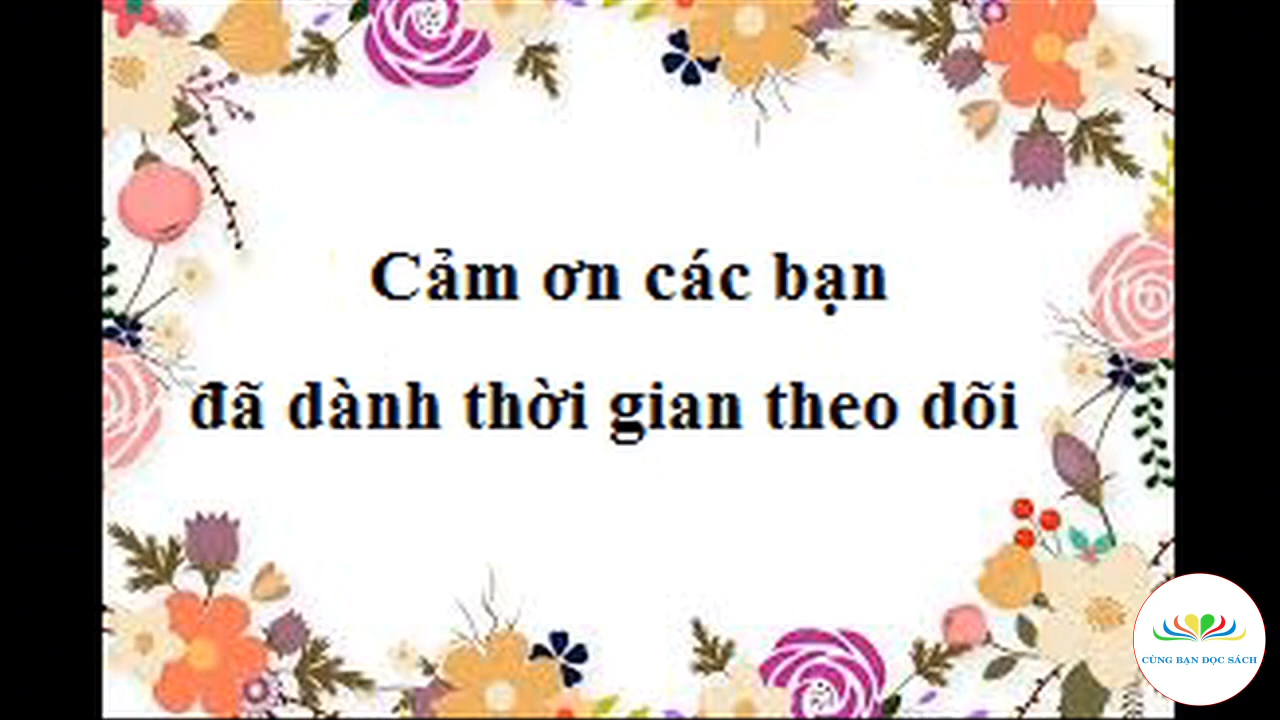 Cảm ơn các bạn
đã dành thời gian theo dõi
CÙNG BẠN ĐỌC SÁCH